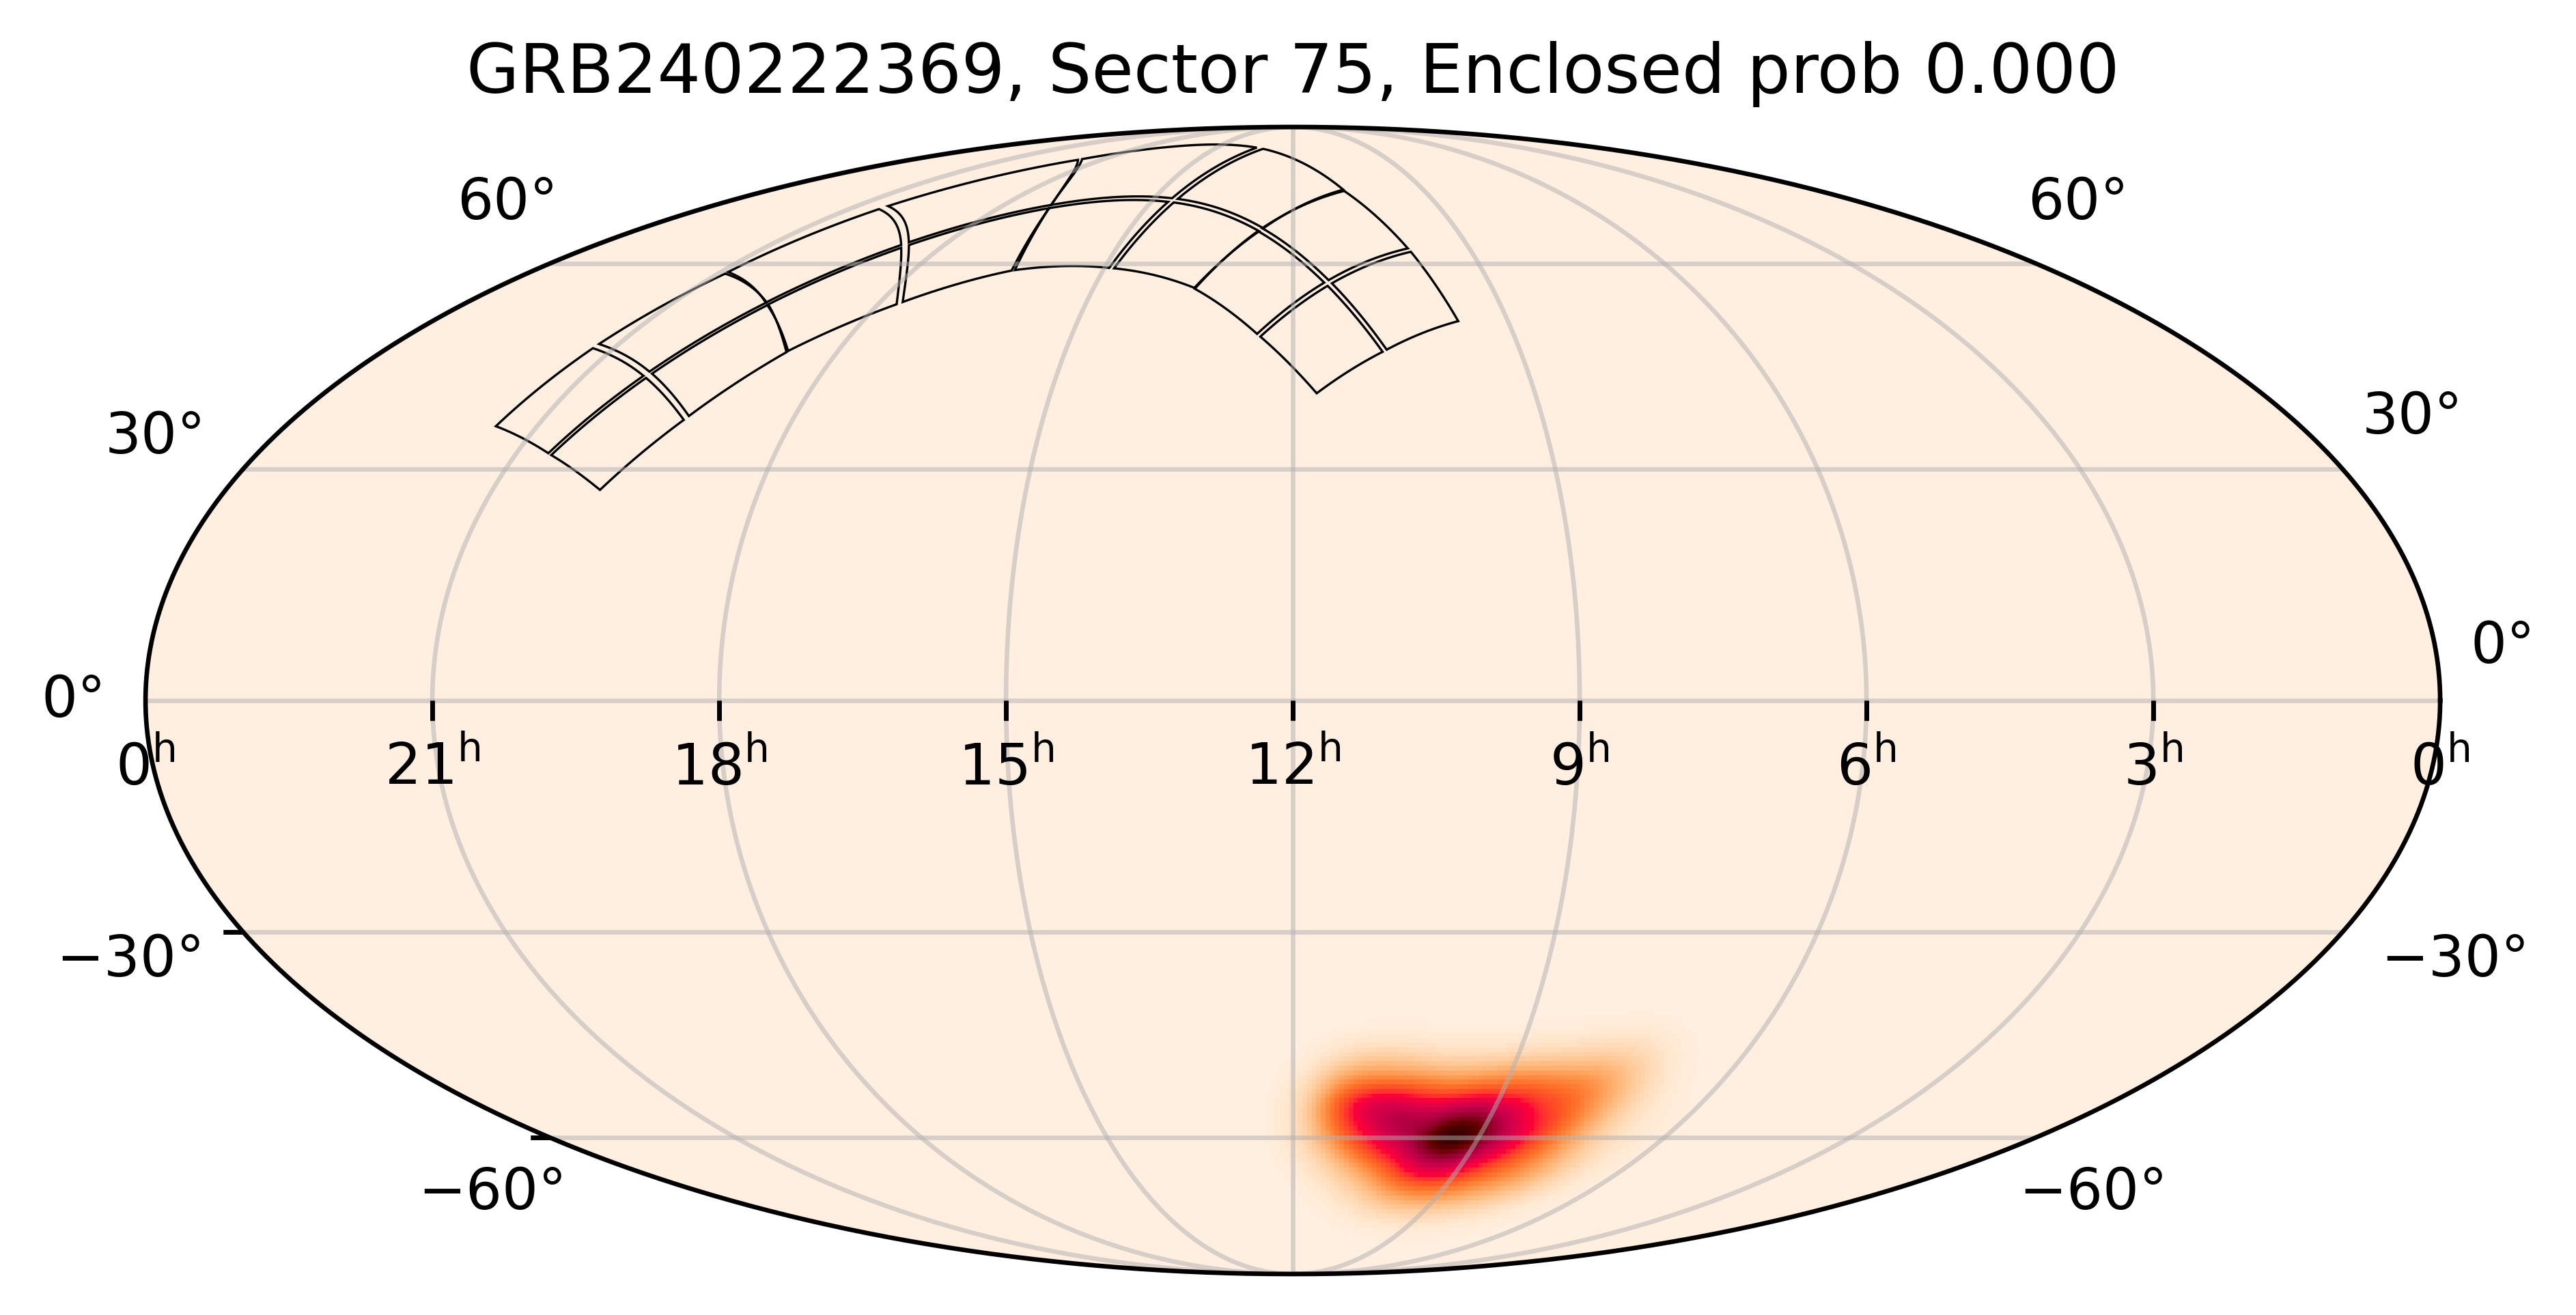 GRB240222369, Sector 75, Enclosed prob 0.000
60° 60°
30° 30°
0° 0°
0ʰ 21ʰ 18ʰ 15ʰ 12ʰ 9ʰ 6ʰ 3ʰ 0ʰ
−30° −30°
−60° −60°